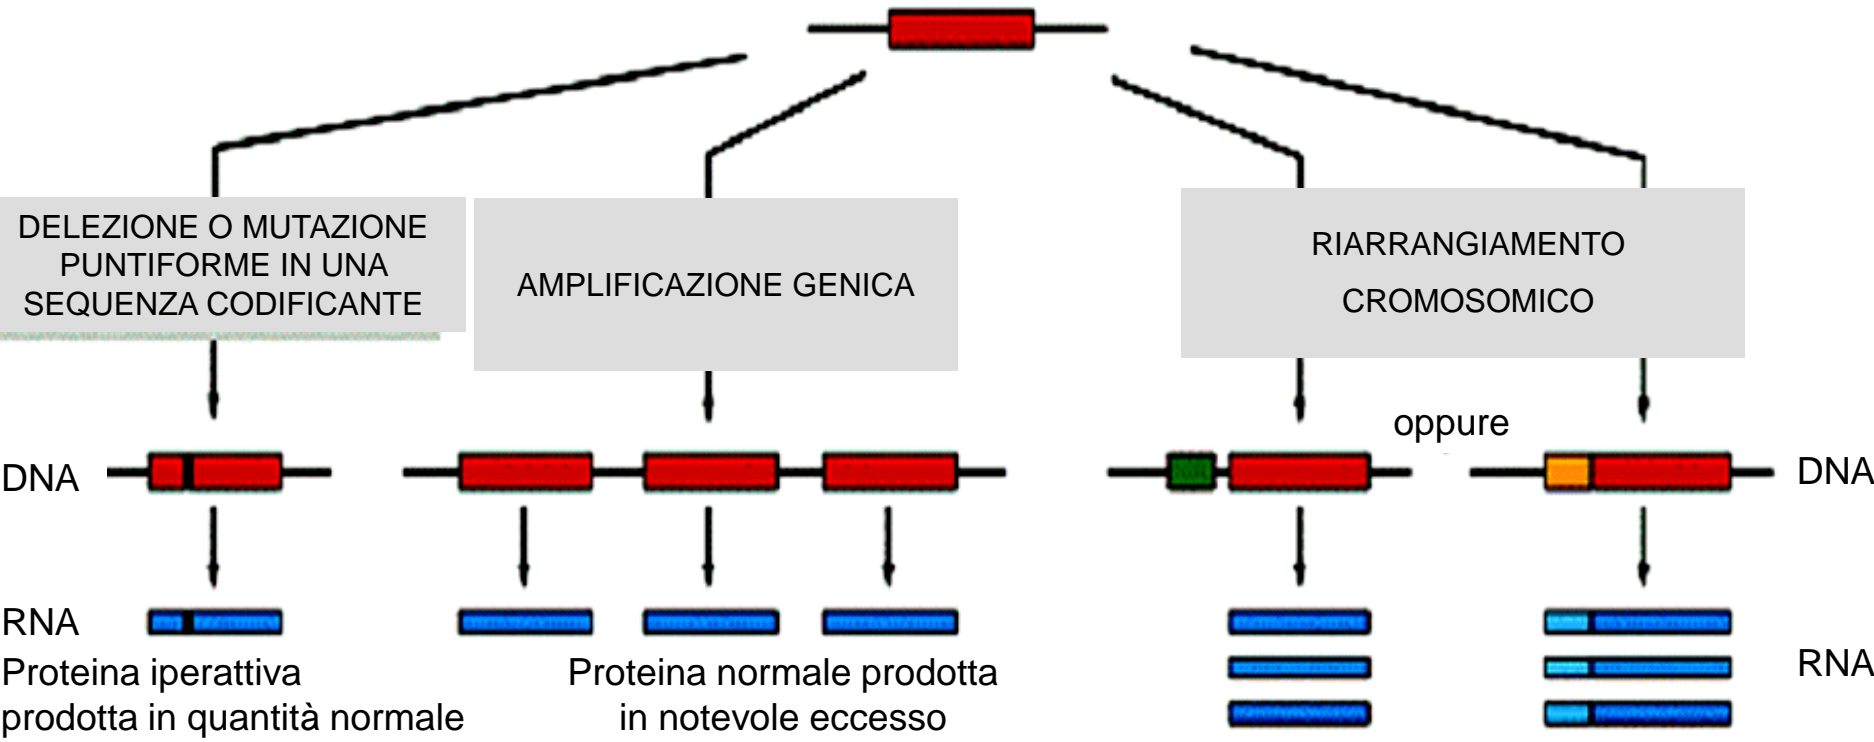 DELEZIONE O MUTAZIONE
PUNTIFORME IN UNA
SEQUENZA CODIFICANTE
AMPLIFICAZIONE GENICA
RIARRANGIAMENTO
CROMOSOMICO
oppure
DNA
DNA
RNA
RNA
Proteina iperattiva
prodotta in quantità normale
Proteina normale prodotta
in notevole eccesso